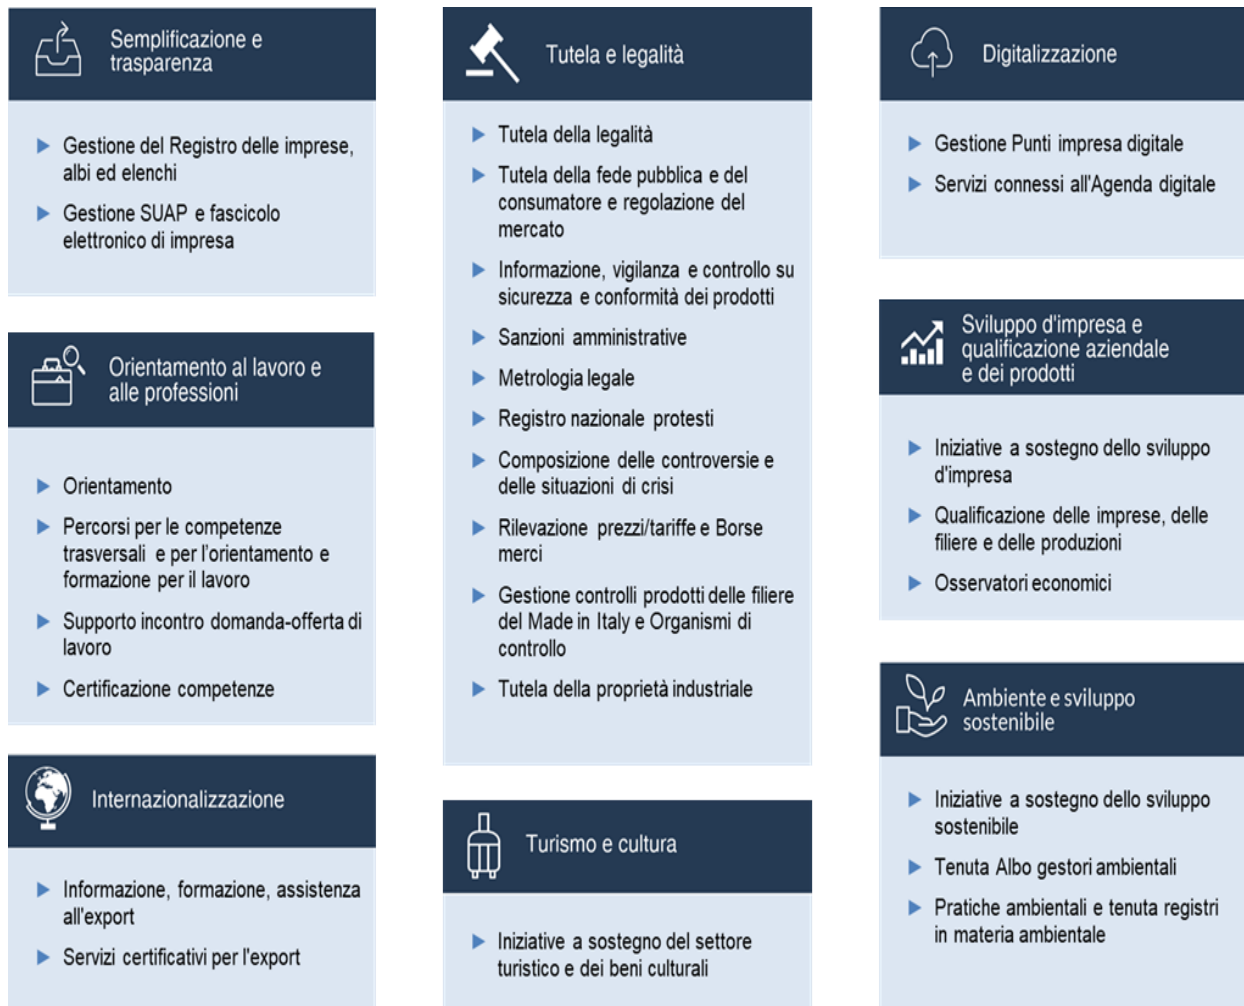 Semplificazione e
trasparenza
Gestione del Registro delle imprese,
albi ed elenchi
Gestione SUAP e fascicolo
elettronico di impresa
Orientamento al lavoro e
alle professioni
Orientamento
Percorsi per le competenze
trasversali e per l'orientamento e
formazione per il lavoro
Supporto incontro domanda-offerta di
lavoro
Certificazione competenze
Internazionalizzazione
Informazione, formazione, assistenza
all'export
Servizi certificativi per l'export
Tutela e legalità
Tutela della legalità
Tutela della fede pubblica e del
consumatore e regolazione del
mercato
Informazione, vigilanza e controllo su
sicurezza e conformità dei prodotti
Sanzioni amministrative
Metrologia legale
Registro nazionale protesti
Composizione delle controversie e
delle situazioni di crisi
Rilevazione prezzi/tariffe e Borse
merci
Gestione controlli prodotti delle filiere
del Made in Italy e Organismi di
controllo
Tutela della proprietà industriale
Turismo e cultura
Iniziative a sostegno del settore
turistico e dei beni culturali
Digitalizzazione
Gestione Punti impresa digitale
Servizi connessi all'Agenda digitale
Sviluppo d'impresa e
qualificazione aziendale
e dei prodotti
Iniziative a sostegno dello sviluppo
d'impresa
Qualificazione delle imprese, delle
filiere e delle produzioni
Osservatori economici
Ambiente e sviluppo
sostenibile
Iniziative a sostegno dello sviluppo
sostenibile
Tenuta Albo gestori ambientali
Pratiche ambientali e tenuta registri
in materia ambientale